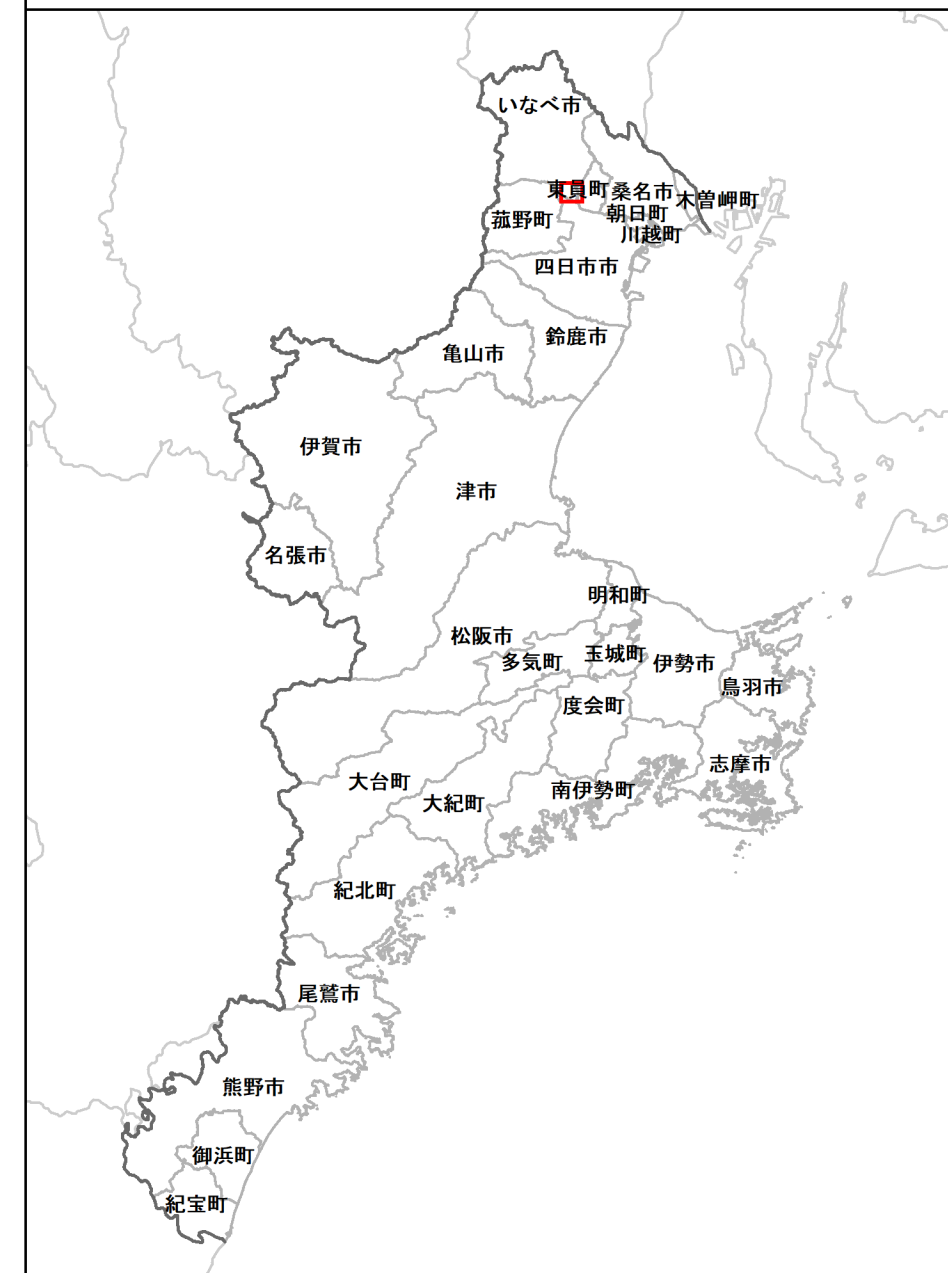 いなべ市
東員町
桑名市
木曽岬町
菰野町
朝日町
川越町
四日市市
鈴鹿市
亀山市
伊賀市
津市
名張市
明和町
松阪市
多気町
玉城町
伊勢市
鳥羽市
度会町
志摩市
大台町
南伊勢町
大紀町
紀北町
尾鷲市
熊野市
御浜町
紀宝町